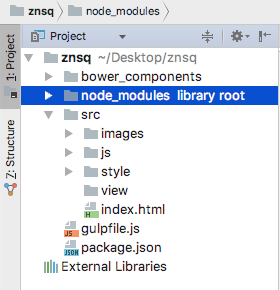 znsq node_modules
1: Project
Z: Structure
Project
znsq ~/Desktop/znsq
bower_components
node_modules library root
src
images
js
style
view
index.html
gulpfile.js
package.json
External Libraries